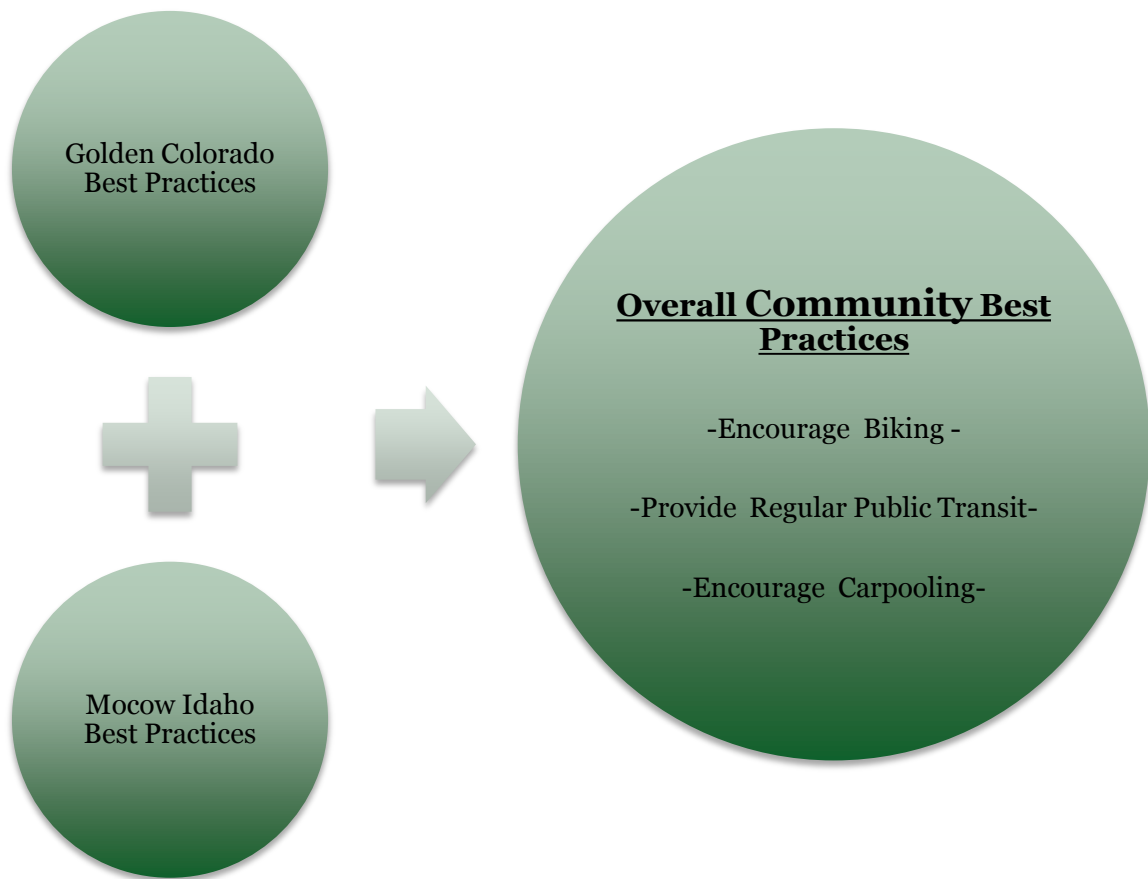 Golden Colorado
Best Practices
Mocow Idaho
Best Practices
Overall Community Best
Practices
-Encourage  Biking -
-Provide  Regular Public Transit-
-Encourage  Carpooling-